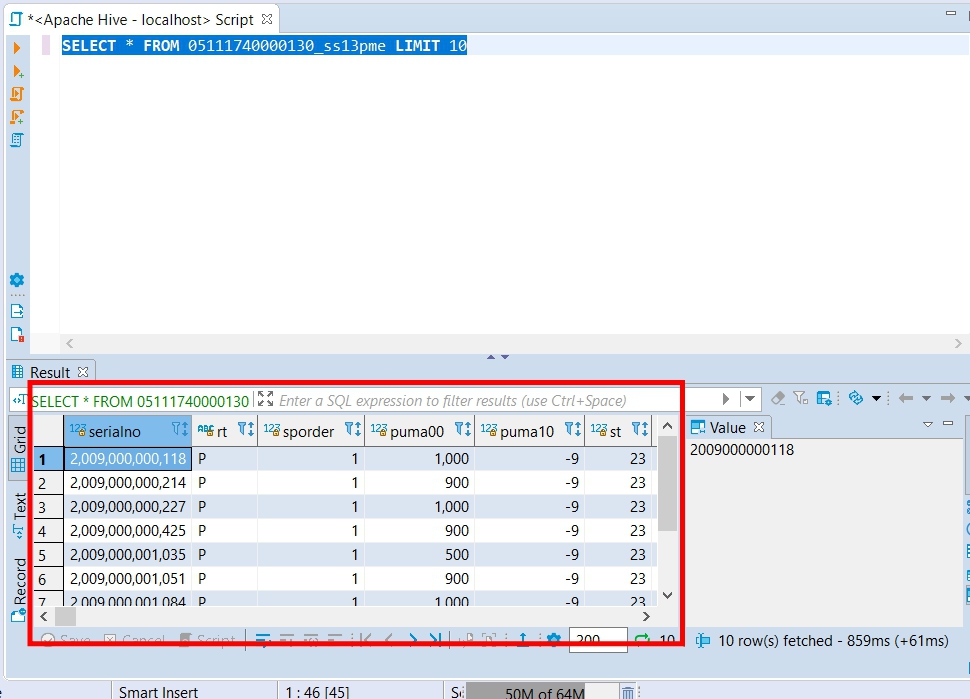 *<Apache Hive - localhost> Script
SELECT * FROM 05111740000130_ss13pme LIMIT 10
Result
SELECT * FROM 05111740000130 Enter a SQL expression to filter results (use Ctrl+Space)
Grid
Text
Record
serialno rt sporder puma00 puma10 st
1 2,009,000,000,118 P 1 1,000 -9 23
2 2,009,000,000,214 P 1 900 -9 23
3 2,009,000,000,227 P 1 1,000 -9 23
4 2,009,000,000,425 P 1 900 -9 23
5 2,009,000,001,035 P 1 500 -9 23
6 2,009,000,001,051 P 1 900 -9 23
7 2,009,000,001,084 P 1 1,000 -9 23
Value
2009000000118
Save Cancel Script 200 10 10 row(s) fetched - 859ms (+61ms)
Smart Insert 1 : 46 [45] 50M of 64M